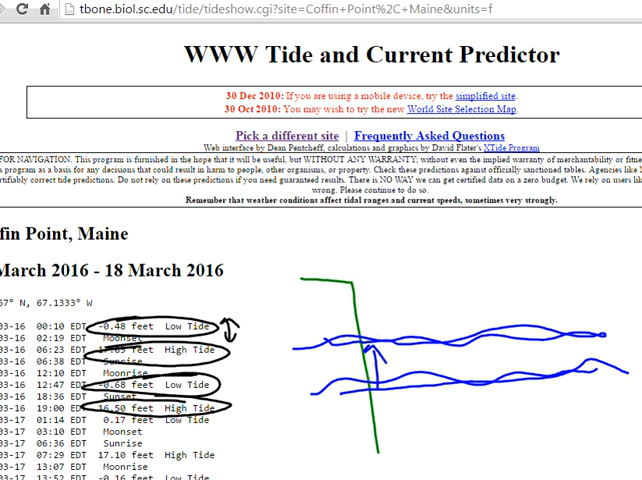 tbone.biol.sc.edu/tide/tideshow.cgi?site=Coffin+Point%2C+Maine&units=f
WWW Tide and Current Predictor
30 Dec 2010: If you are using a mobile device, try the simplified site.
30 Oct 2010: You may wish to try the new World Site Selection Map.
Pick a different site | Frequently Asked Questions
Web interface by Dean Pentcheff, calculations and graphics by David Flater's XTide Program
FOR NAVIGATION. This program is furnished in the hope that it will be useful, but WITHOUT ANY WARRANTY; without even the implied warranty of merchantability or fitne
s program as a basis for any decisions that could result in harm to people, other organisms, or property. Check these predictions against officially sanctioned tables. Agencies like
rtifiably correct tide predictions. Do not rely on these predictions if you need guaranteed results. There is NO WAY we can get certified data on a zero budget. We rely on users lik
wrong. Please continue to do so.
Remember that weather conditions affect tidal ranges and current speeds, sometimes very strongly.
fin Point, Maine
March 2016 - 18 March 2016
67° N, 67.1333° W
03-16 00:10 EDT -0.48 feet Low Tide
03-16 02:19 EDT Moonset
03-16 06:23 EDT feet High Tide
03-16 06:38 EDT Sunrise
03-16 12:10 EDT Moonrise
03-16 12:47 EDT -0.68 feet Low Tide
03-16 18:36 EDT Sunset
03-16 19:00 EDT 16.50 feet High Tide
03-17 01:14 EDT 0.17 feet Low Tide
03-17 03:10 EDT Moonset
03-17 06:36 EDT Sunrise
03-17 07:29 EDT 17.10 feet High Tide
03-17 13:07 EDT Moonrise
03-17 13:52 EDT -0.16 feet Low Tide